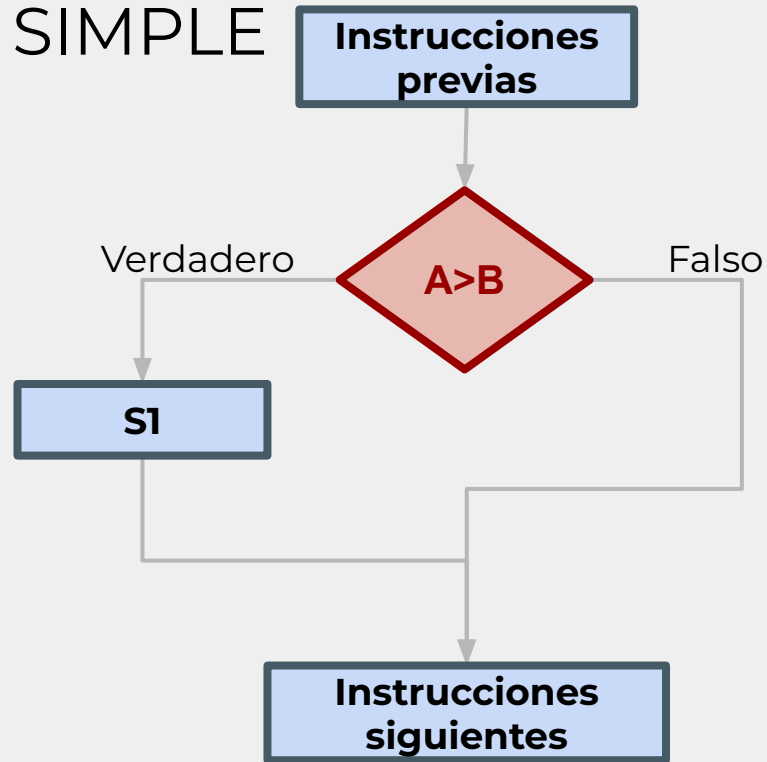 SIMPLE
Instrucciones
previas
Verdadero
A>B
Falso
S1
Instrucciones
siguientes